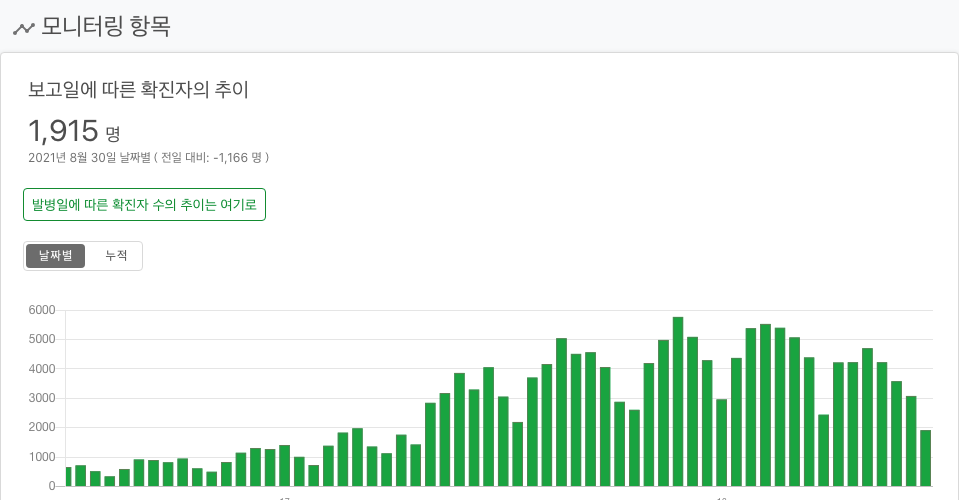 모니터링 항목
보고일에 따른 확진자의 추이
1,915 명
2021년 8월 30일 날짜별 ( 전일 대비: -1,166 명 )
발병일에 따른 확진자 수의 추이는 여기로
날짜별 누적
6000
5000
4000
3000
2000
1000
0